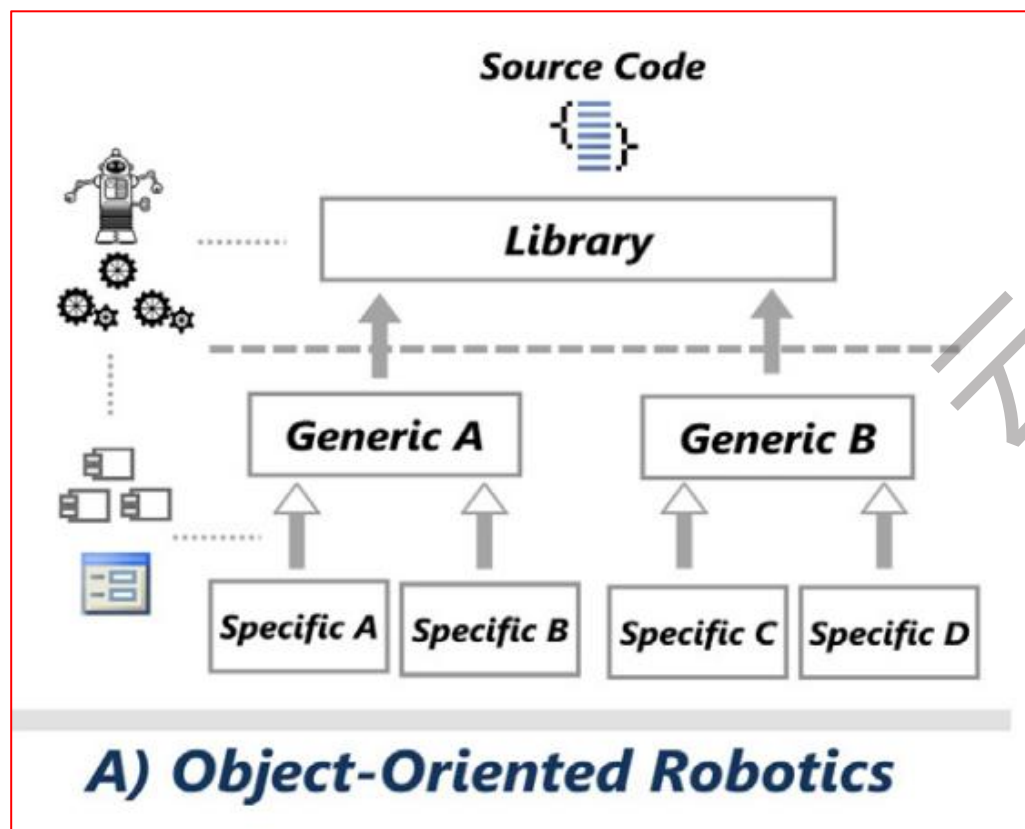 Source Code
Library
Generic A
Generic B
Specific A
Specific B
Specific C
Specific D
A) Object-Oriented Robotics